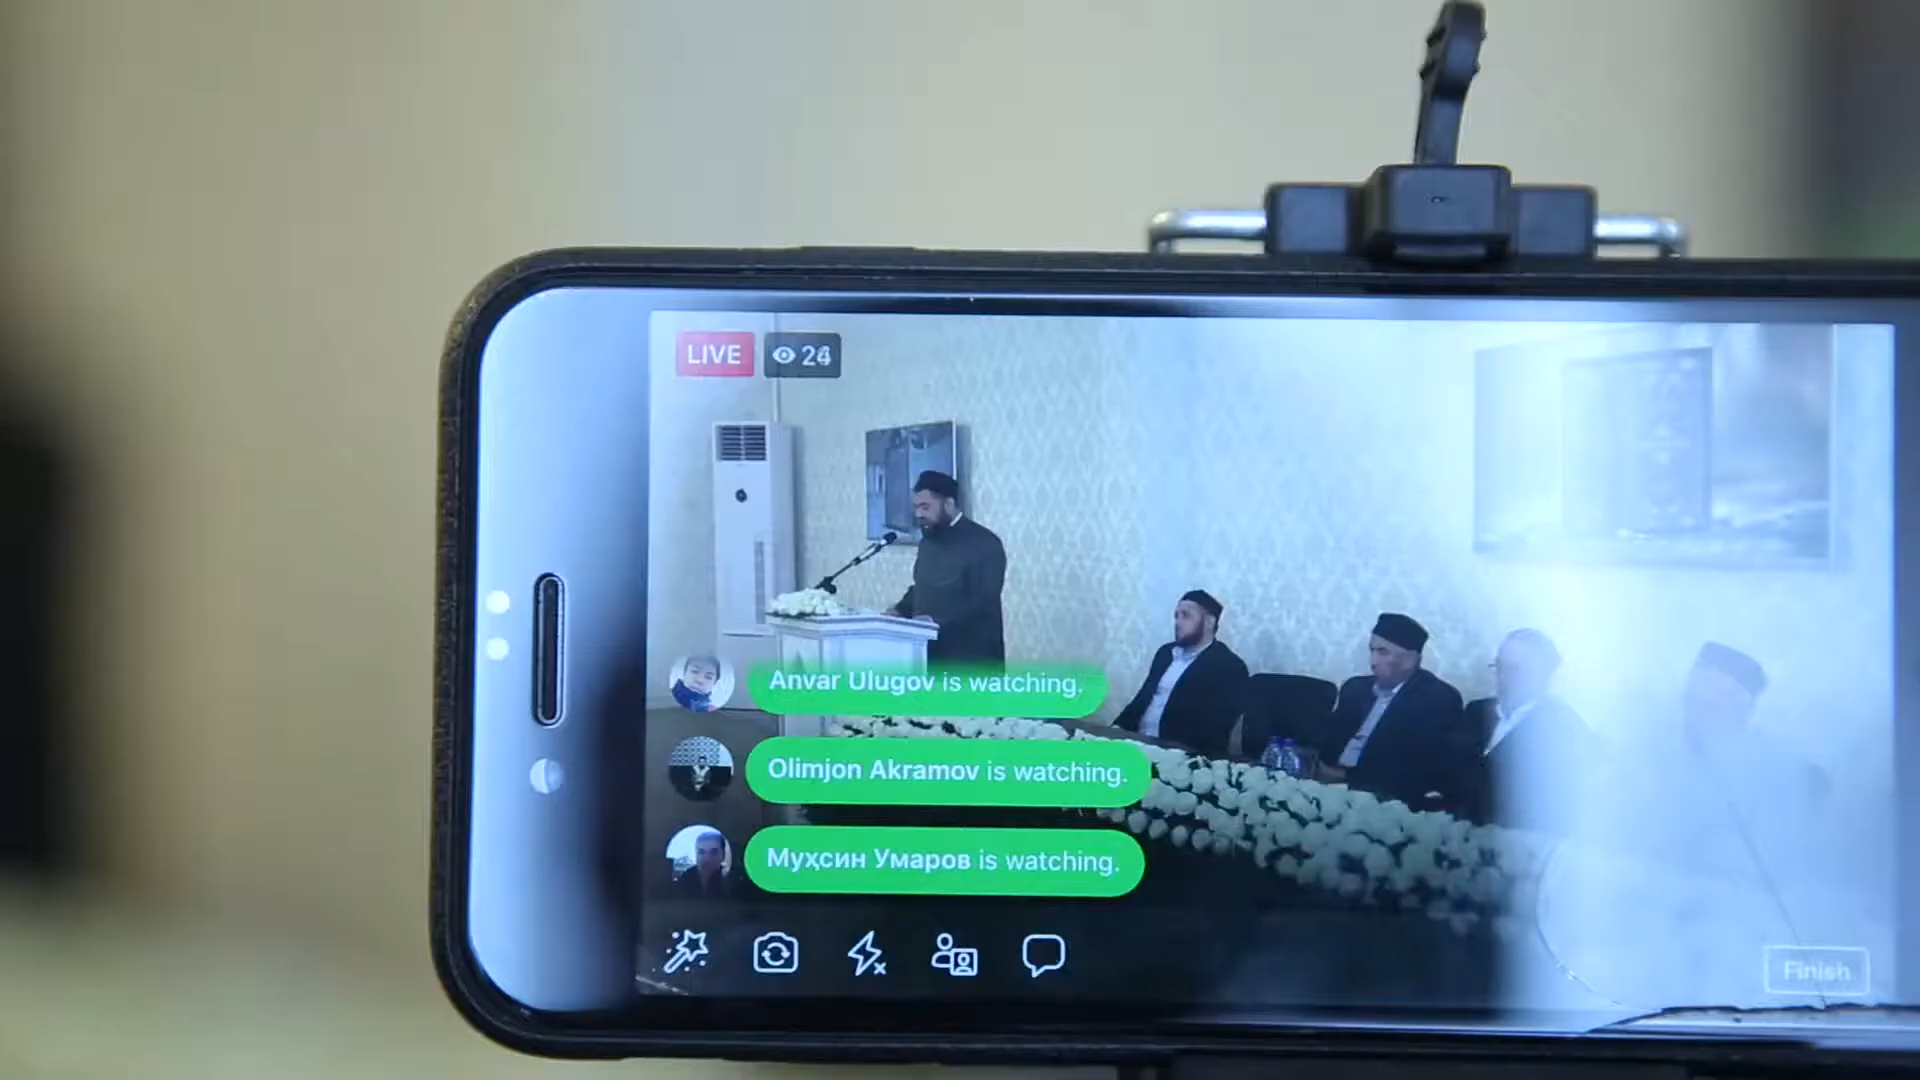 LIVE
24
Anvar Ulugov is watching.
Olimjon Akramov is watching.
Муҳсин Умаров is watching.
Finish